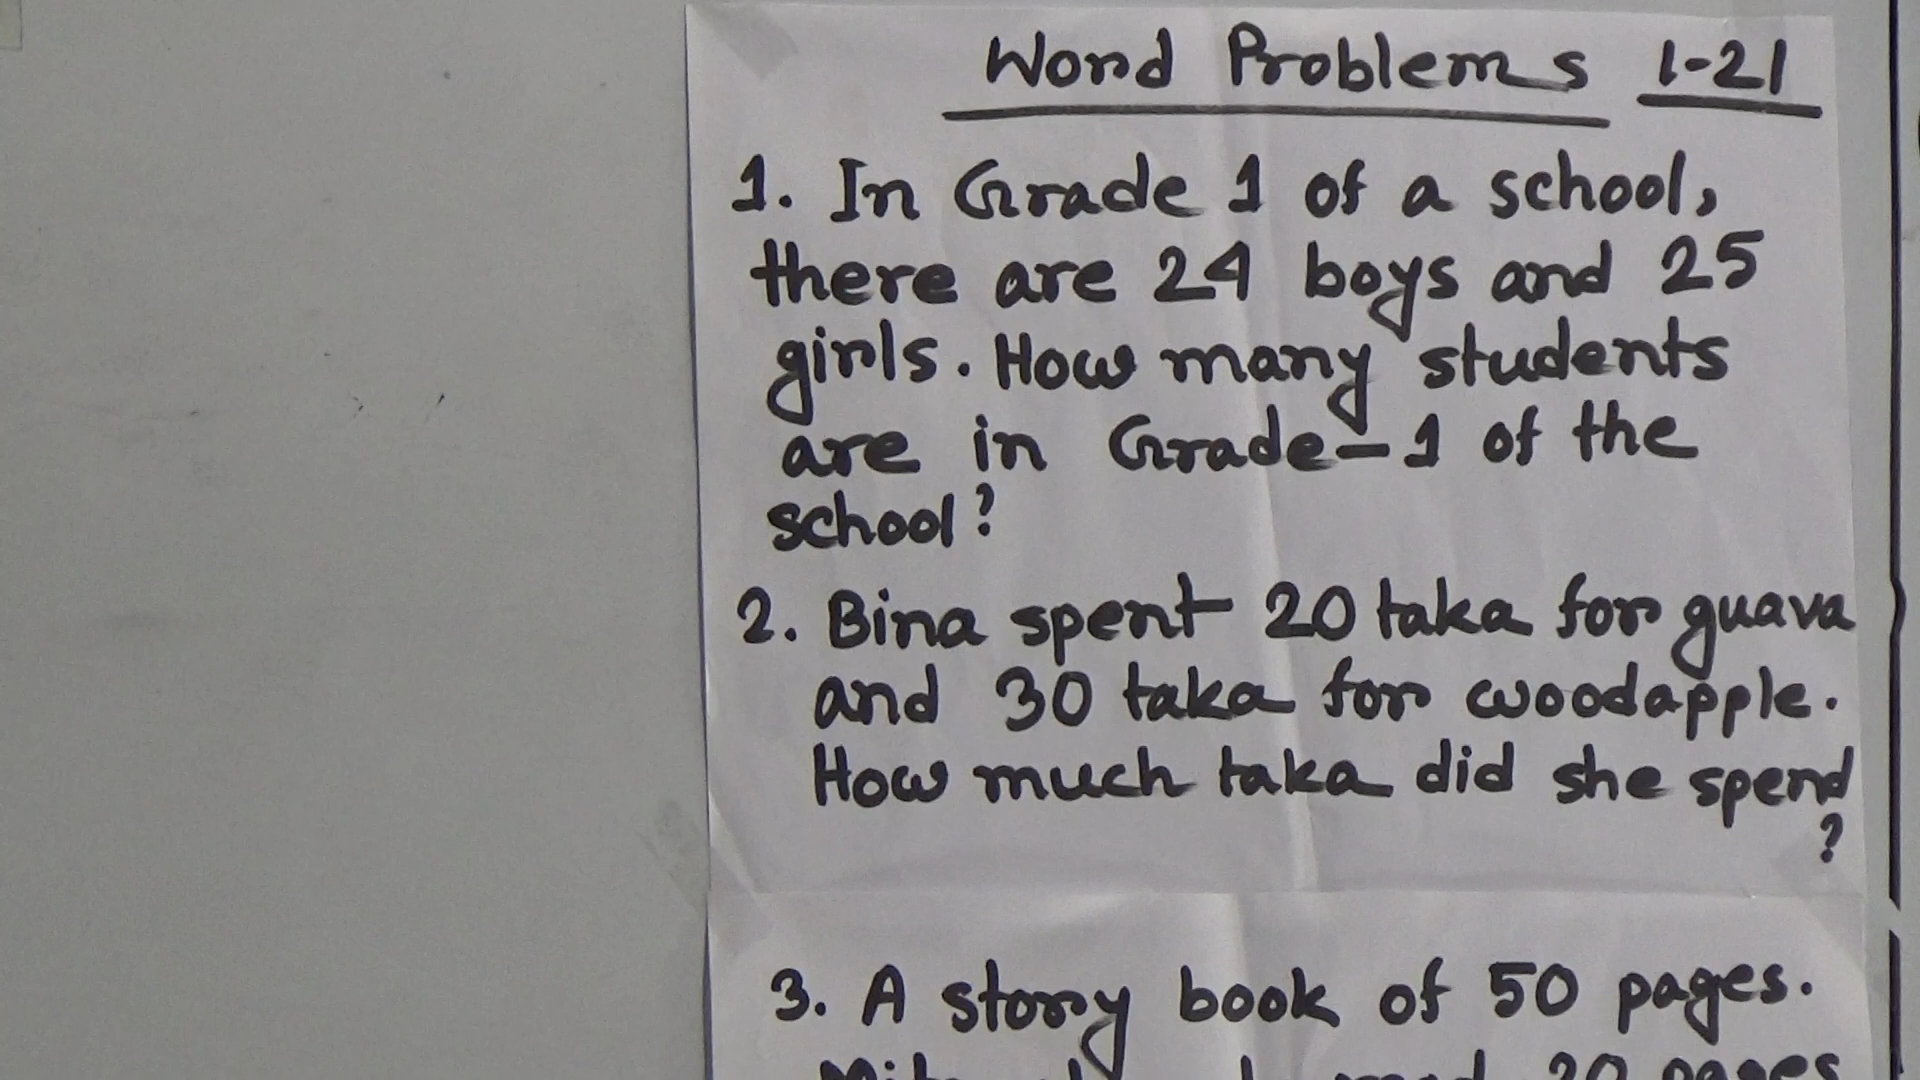 Word Problems 1-21
1. In Grade 1 of a school,
there are 24 boys and 25
girls. How many students
are in Grade-1 of the
school?
2. Bina spent 20 taka for guava
and 30 taka for woodapple.
How much taka did she spend
?
3. A story book of 50 pages.
20 pages